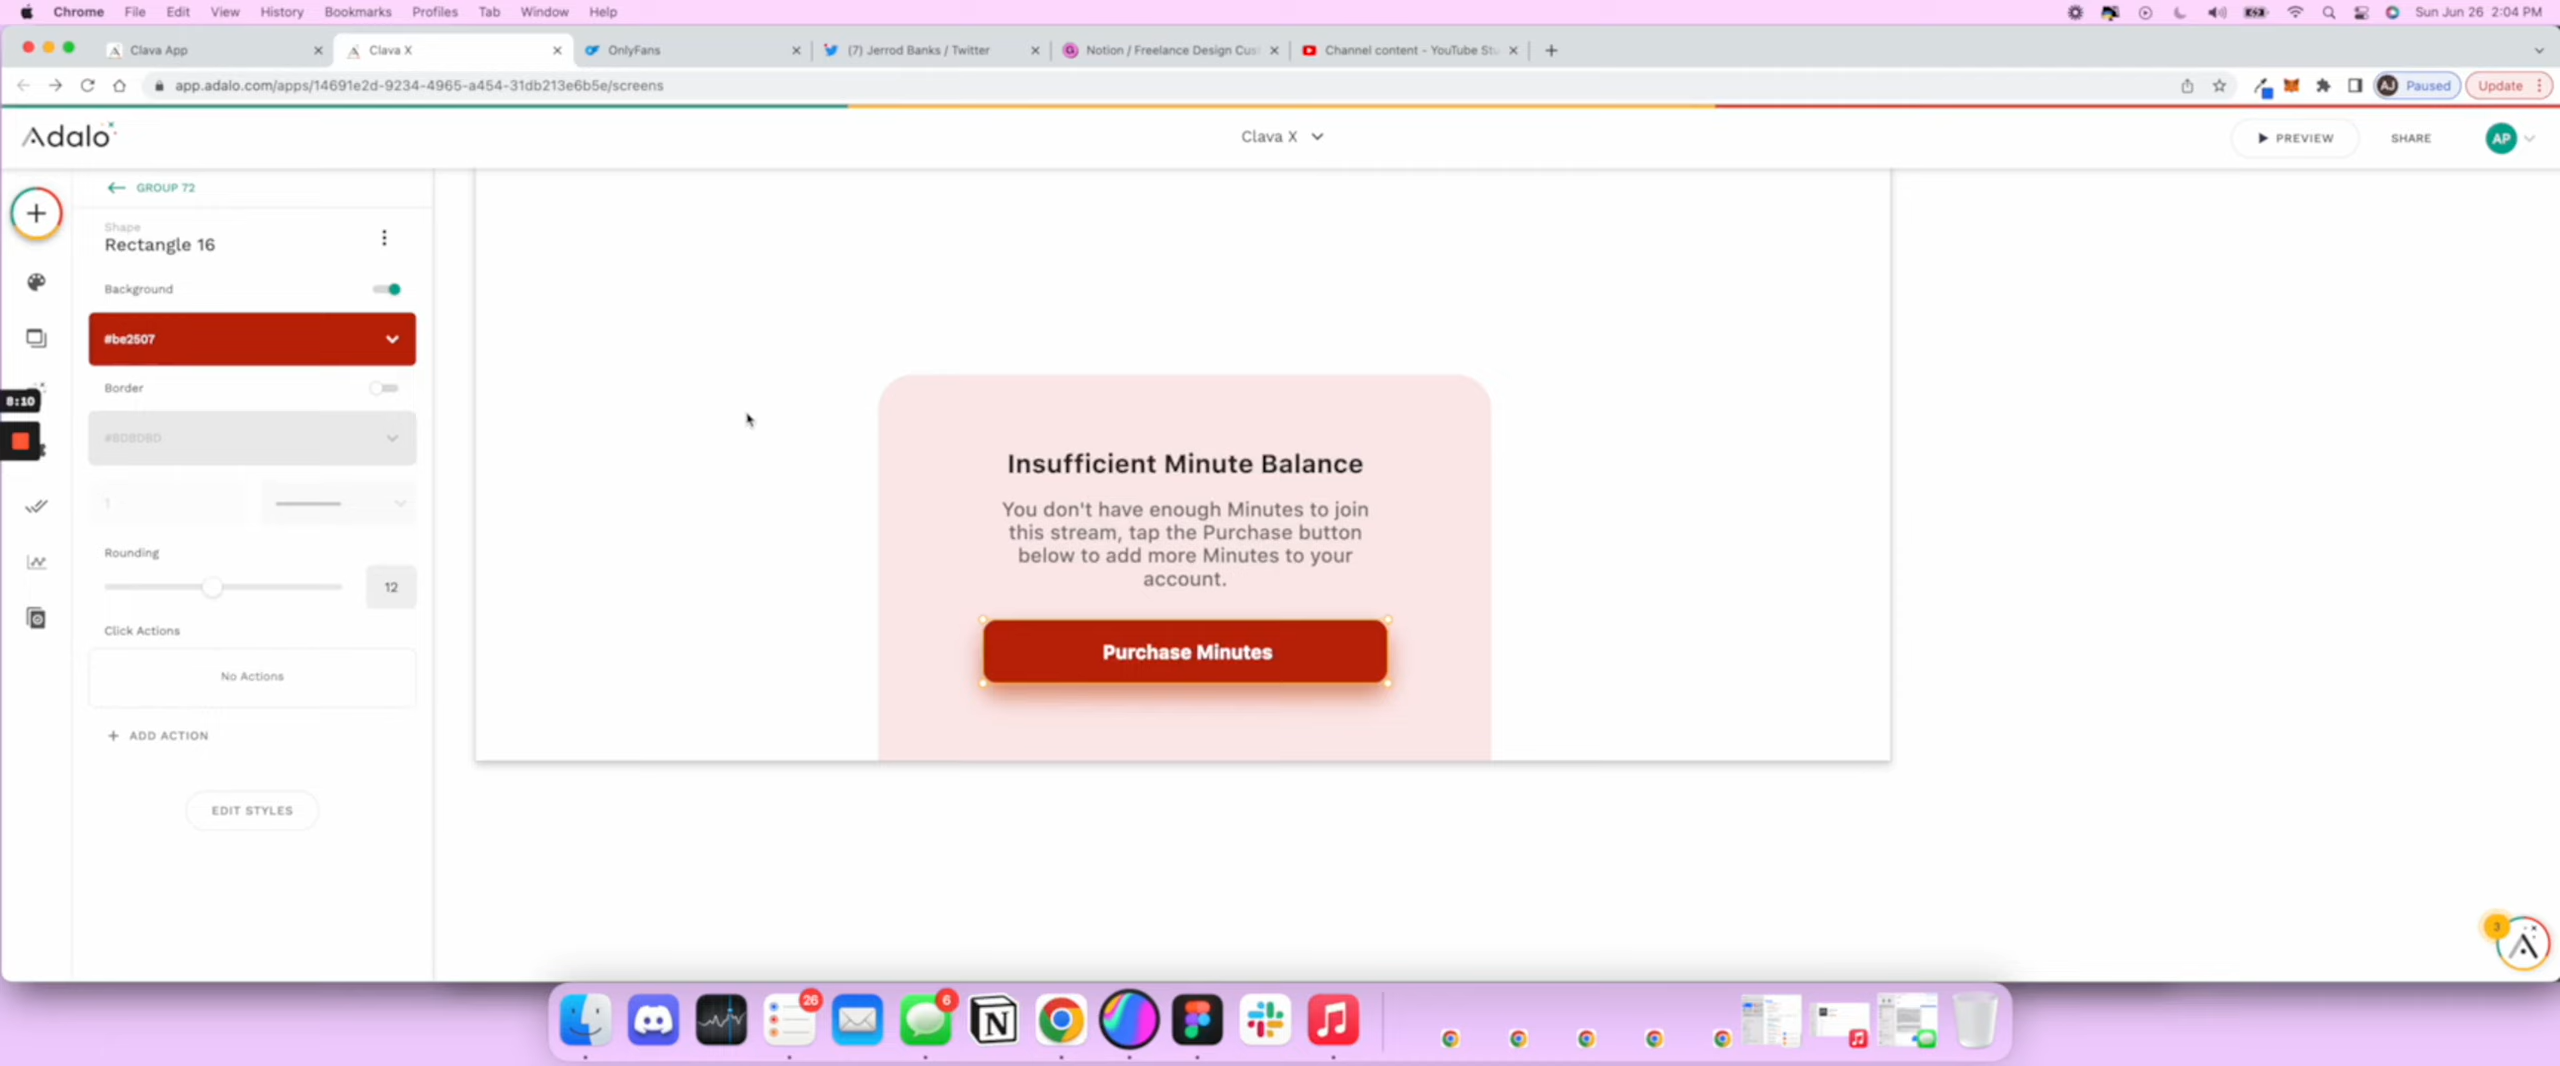 Chrome File Edit View History Bookmarks Profiles Tab Window Help Sun Jun 26 2:04 PM
Clava App Clava X OnlyFans (7) Jerrod Banks / Twitter Notion / Freelance Design Cus Channel content - YouTube Stu
app.adalo.com/apps/14691e2d-9234-4965-a454-31db213e6b5e/screens AJ Paused Update
Adalo Clava X PREVIEW SHARE AP
GROUP 72
Shape
Rectangle 16
Background
#be2507
Border
8:10
#BDBDBD
1
Rounding
12
Click Actions
No Actions
+ ADD ACTION
EDIT STYLES
Insufficient Minute Balance
You don't have enough Minutes to join
this stream, tap the Purchase button
below to add more Minutes to your
account.
Purchase Minutes
3
26
6